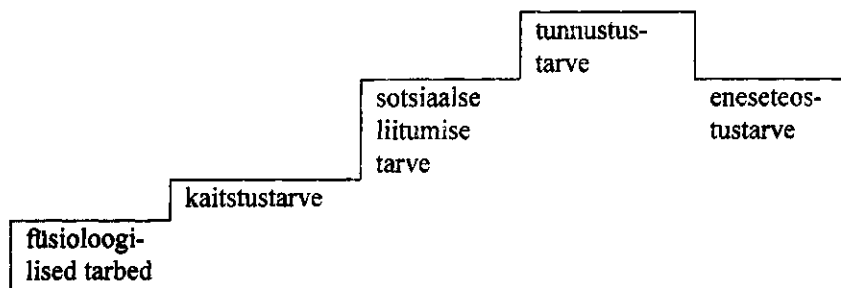 tunnustus-
tarve
sotsiaalse
liitumise
tarve
eneseteos-
tustarve
kaitstustarve
füsioloogi-
lised tarbed